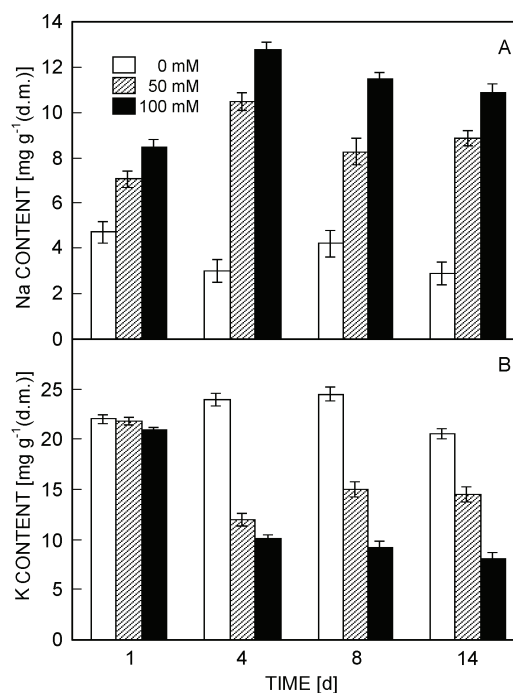 14
12
10
8
6
4
2
0
Na CONTENT [mg g-1 (d.m.)]
A
0 mM
50 mM
100 mM
25
20
15
10
5
0
K CONTENT [mg g-1 (d.m.)]
B
1 4 8 14
TIME [d]